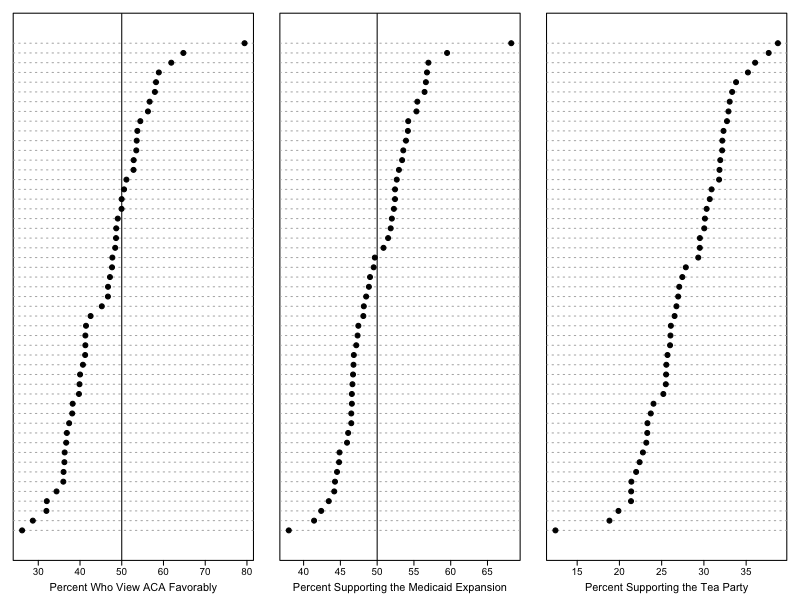 30 40 50 60 70 80
Percent Who View ACA Favorably
40 45 50 55 60 65
Percent Supporting the Medicaid Expansion
15 20 25 30 35
Percent Supporting the Tea Party